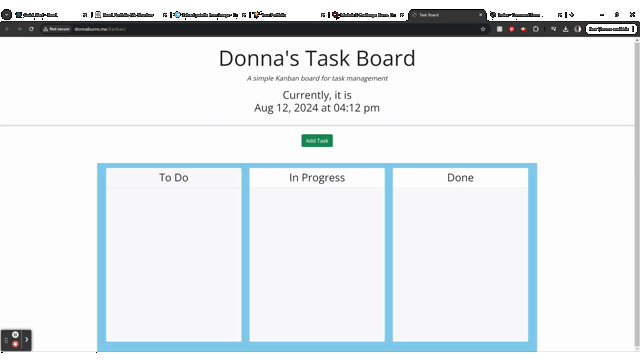 Task Board
Not secure
donnaburns.me/Kanban/
Donna's Task Board
A simple Kanban board for task management
Currently, it is
Aug 12, 2024 at 04:12 pm
Add Task
To Do
In Progress
Done